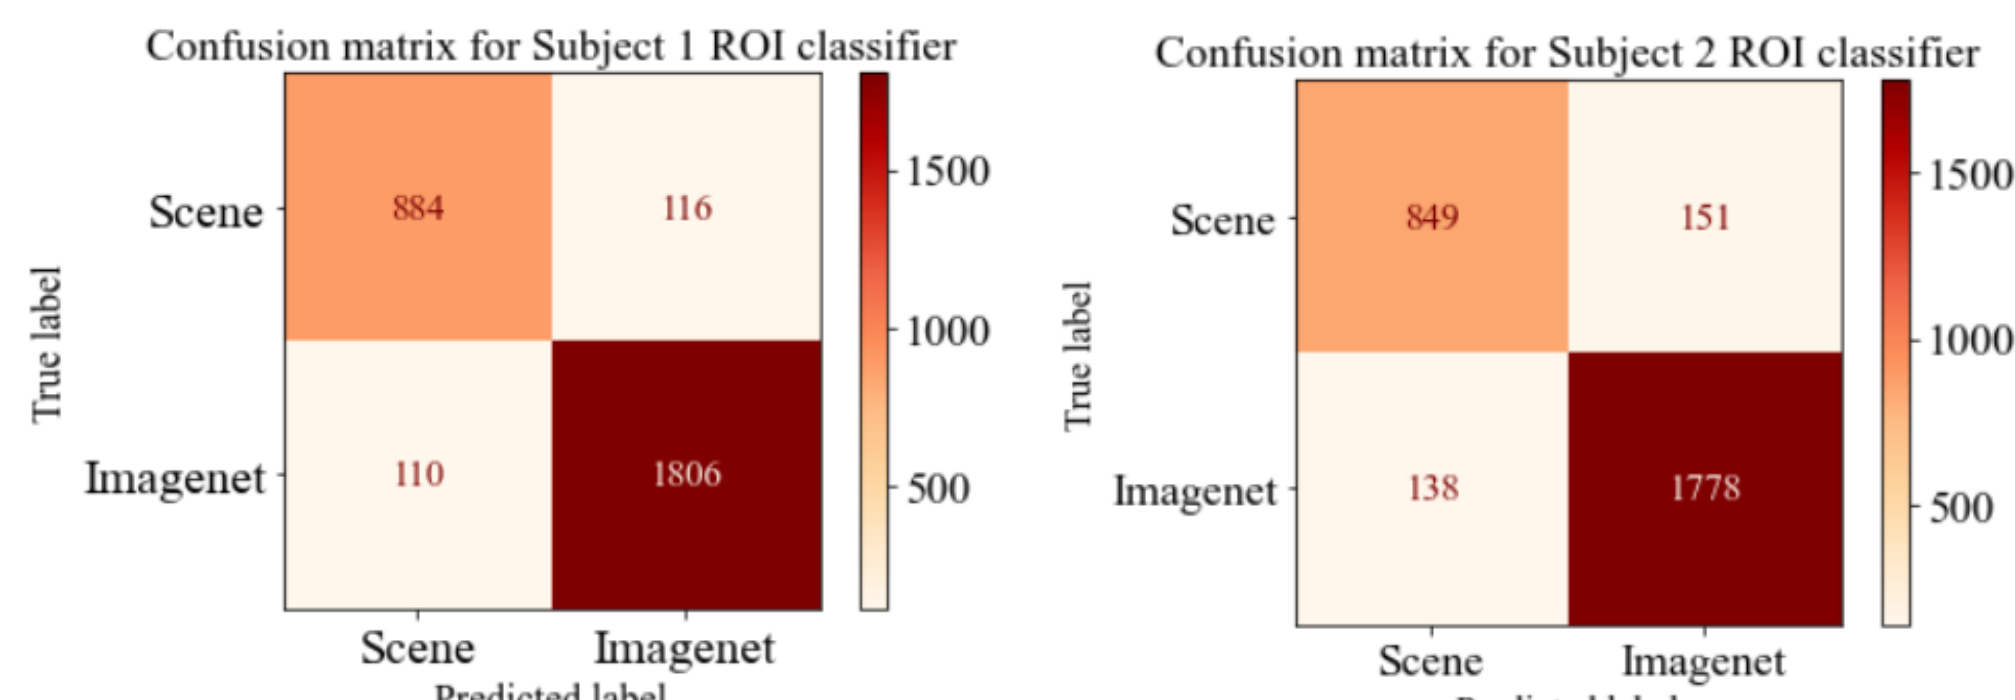 Confusion matrix for Subject 1 ROI classifier
Scene
884
116
1500
1000
500
True label
Imagenet
110
1806
Scene
Imagenet
Predicted label
Confusion matrix for Subject 2 ROI classifier
Scene
849
151
1500
1000
500
True label
Imagenet
138
1778
Scene
Imagenet